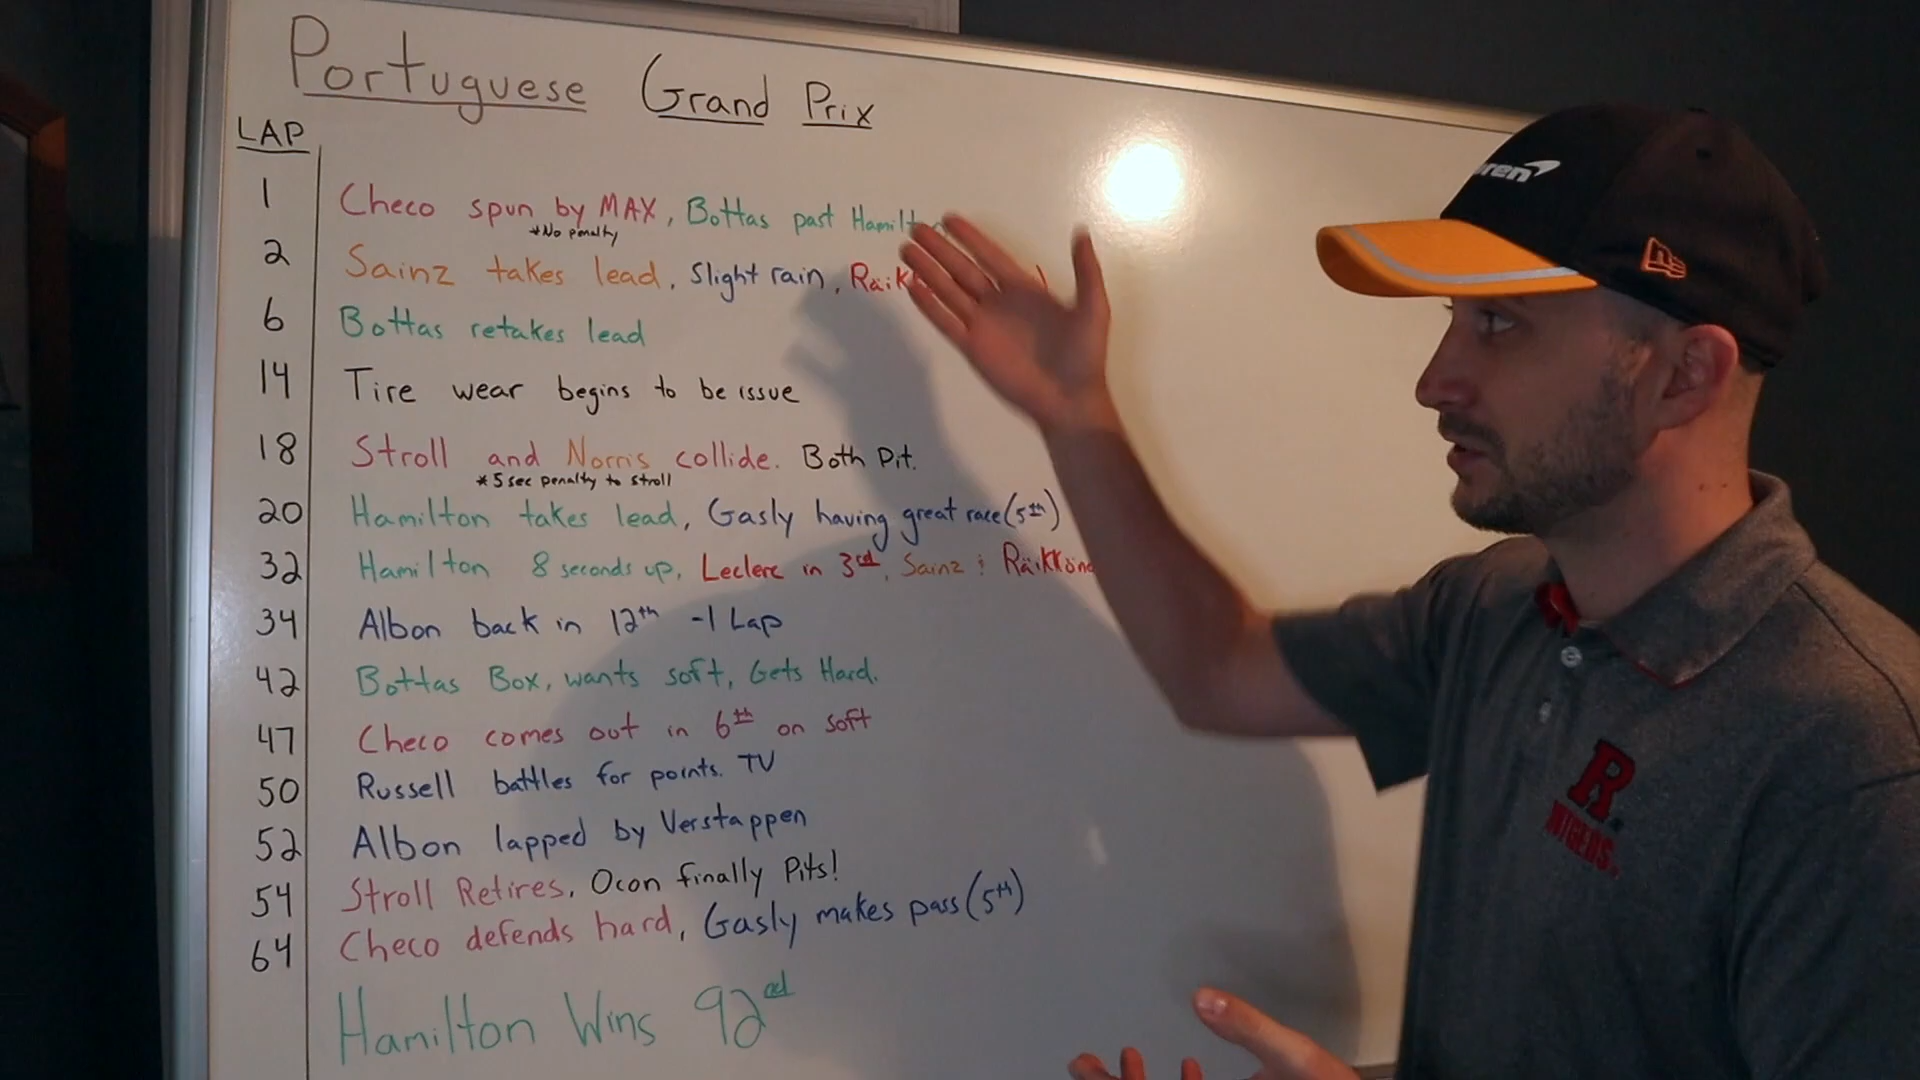 Portuguese Grand Prix
LAP
1 Checo spun by MAX, Bottas past
*No penalty
2 Sainz takes lead, Slight rain,
6 Bottas retakes lead
14 Tire wear begins to be issue
18 Stroll and Norris collide. Both Pit.
*5 sec penalty to stroll
20 Hamilton takes lead, Gasly having great race (5th)
32 Hamilton 8 seconds up, Leclerc in 3rd, Sainz &
34 Albon back in 12th -1 Lap
42 Bottas Box, wants soft, Gets Hard.
47 Checo comes out in 6th on soft
50 Russell battles for points. TV
52 Albon lapped by Verstappen
54 Stroll Retires, Ocon finally Pits!
64 Checo defends hard, Gasly makes pass (5th)
Hamilton Wins 92nd
R